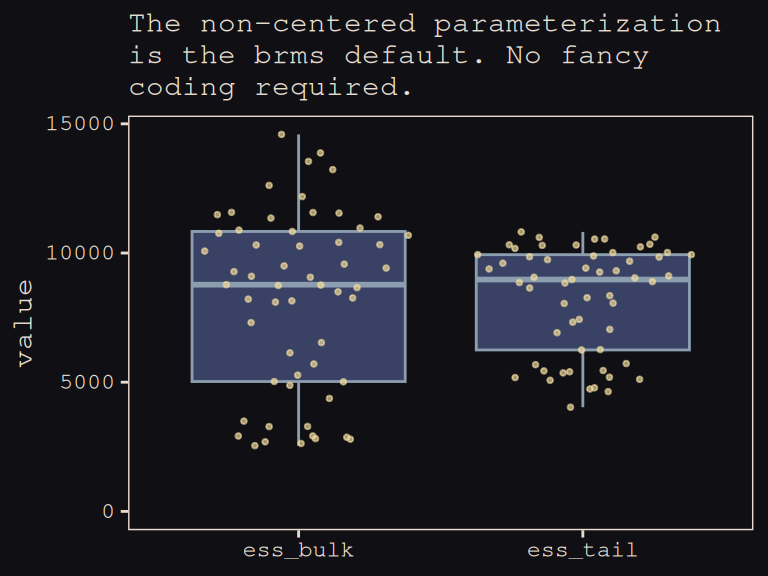 The non-centered parameterization
is the brms default. No fancy
coding required.
15000
10000
5000
0
value
ess_bulk
ess_tail